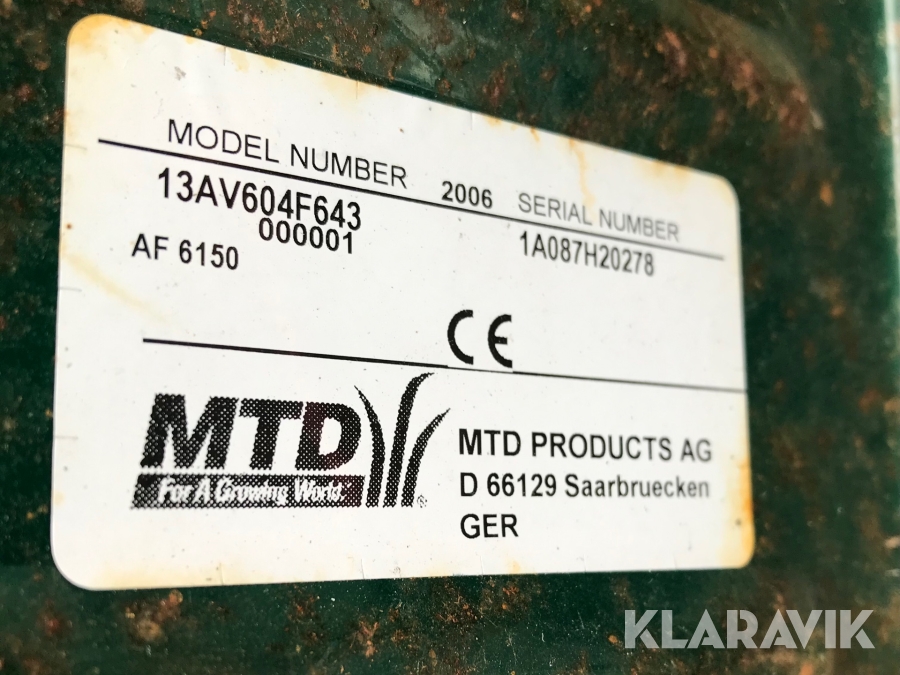 MODEL NUMBER 2006 SERIAL NUMBER
13AV604F643 1A087H20278
000001
AF 6150
CE
MTD
For A Growing World.
®
MTD PRODUCTS AG
D 66129 Saarbruecken
GER
KLARAVIK